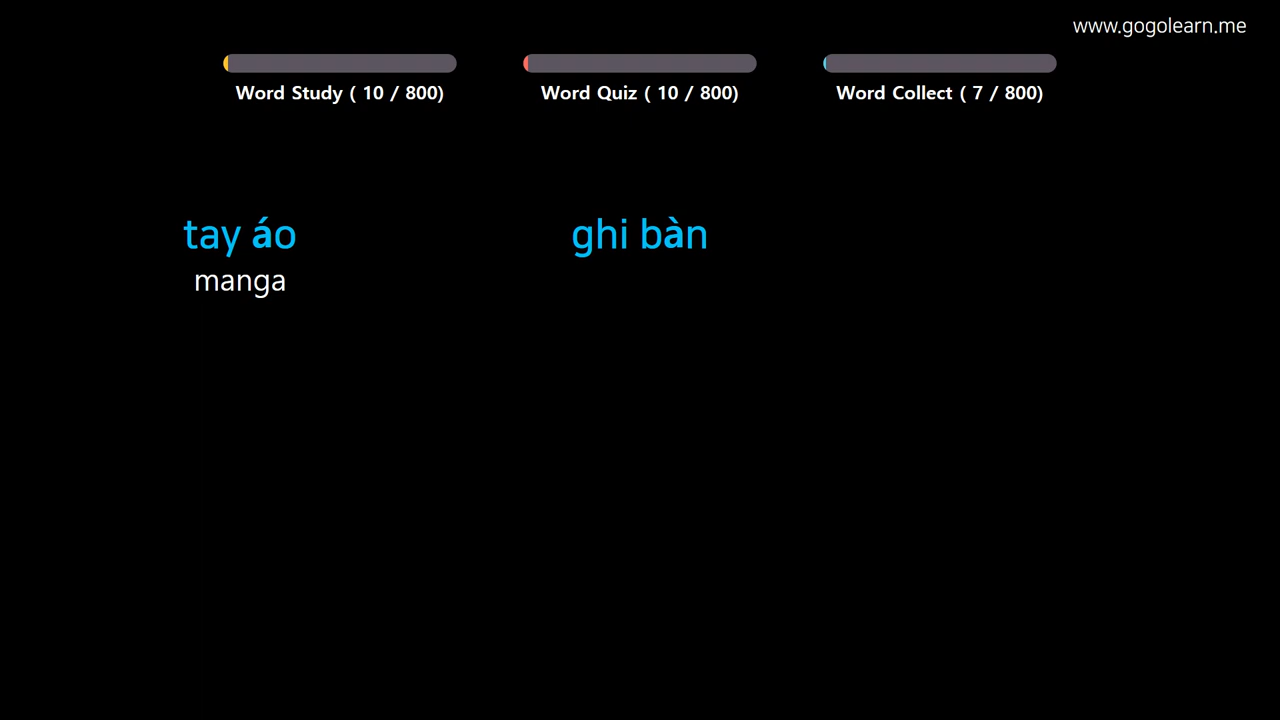 www.gogolearn.me
Word Study ( 10 / 800)
Word Quiz ( 10 / 800)
Word Collect ( 7 / 800)
tay áo
ghi bàn
manga